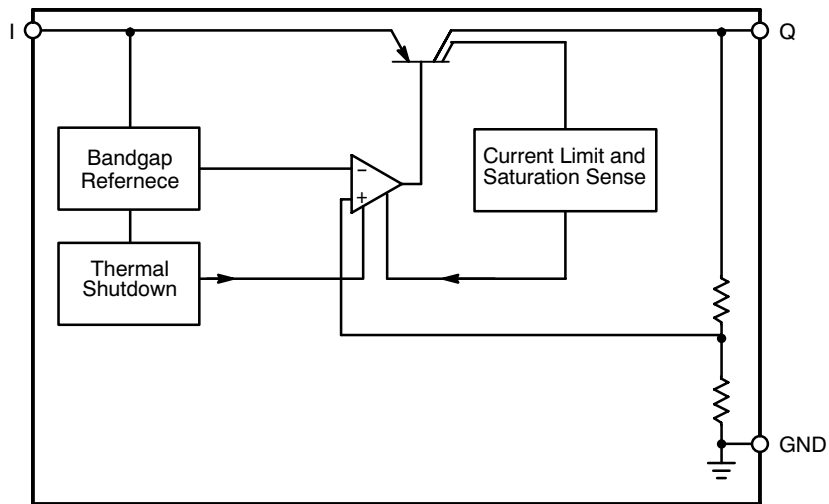 I
Q
Bandgap
Refernece
−
+
Current Limit and
Saturation Sense
Thermal
Shutdown
GND